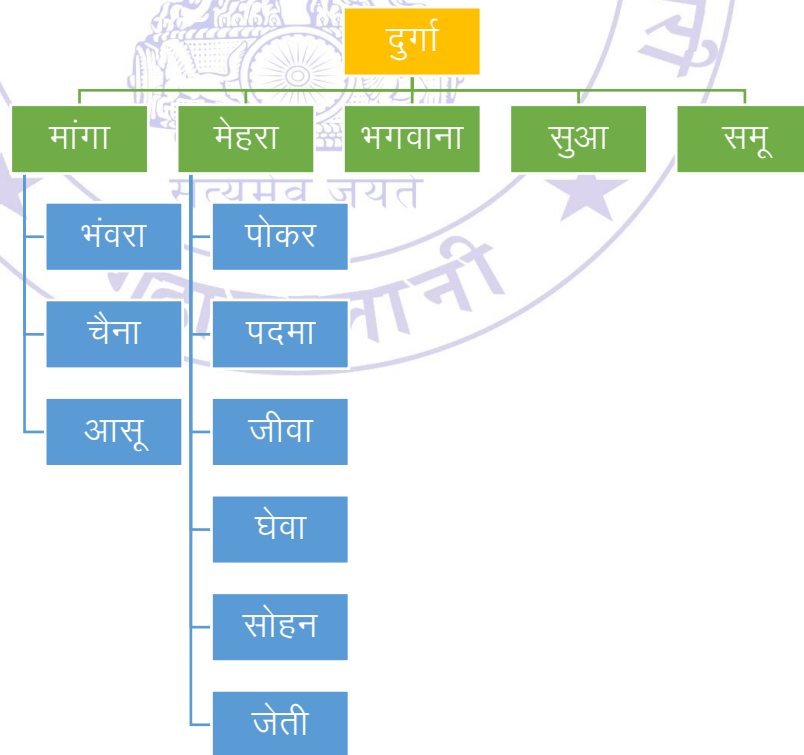 दुर्गा
मांगा मेहरा भगवाना सुआ समू
सत्यमेव जयते
भंवरा पोकर
चैना पदमा
आसू जीवा
घेवा
सोहन
जेती